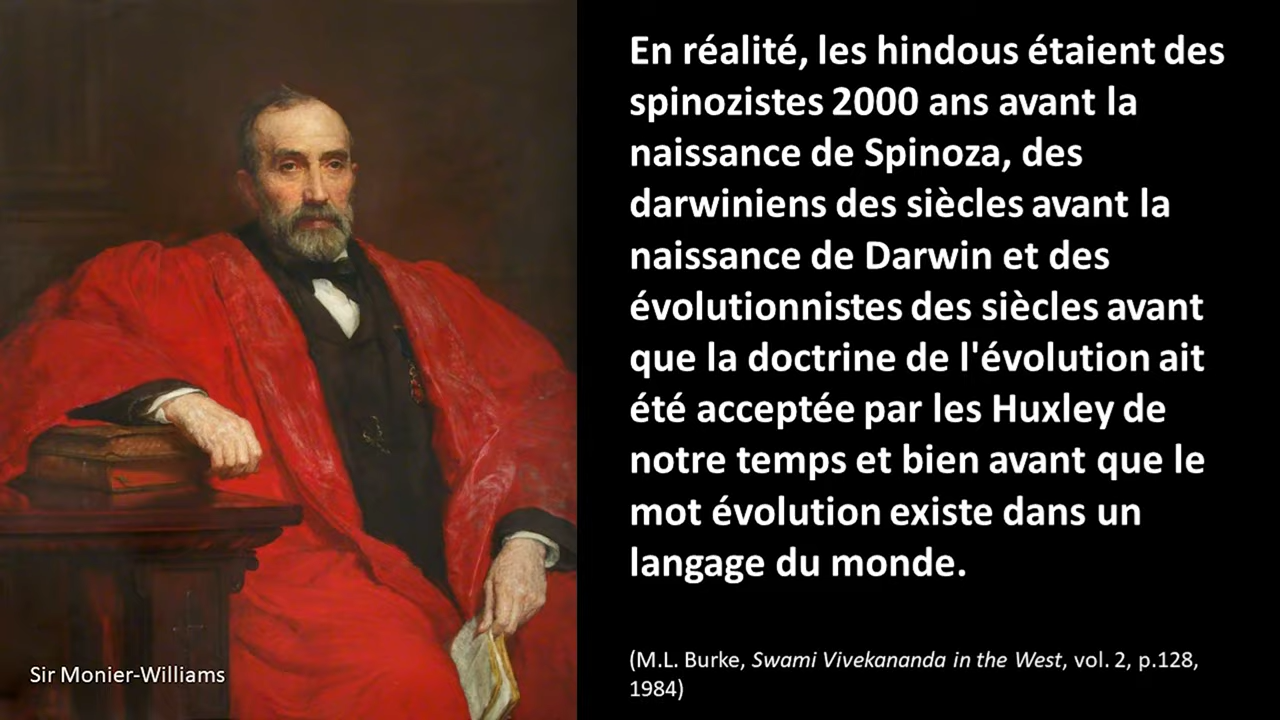 En réalité, les hindous étaient des
spinozistes 2000 ans avant la
naissance de Spinoza, des
darwiniens des siècles avant la
naissance de Darwin et des
évolutionnistes des siècles avant
que la doctrine de l'évolution ait
été acceptée par les Huxley de
notre temps et bien avant que le
mot évolution existe dans un
langage du monde.
(M.L. Burke, Swami Vivekananda in the West, vol. 2, p.128,
1984)
Sir Monier-Williams